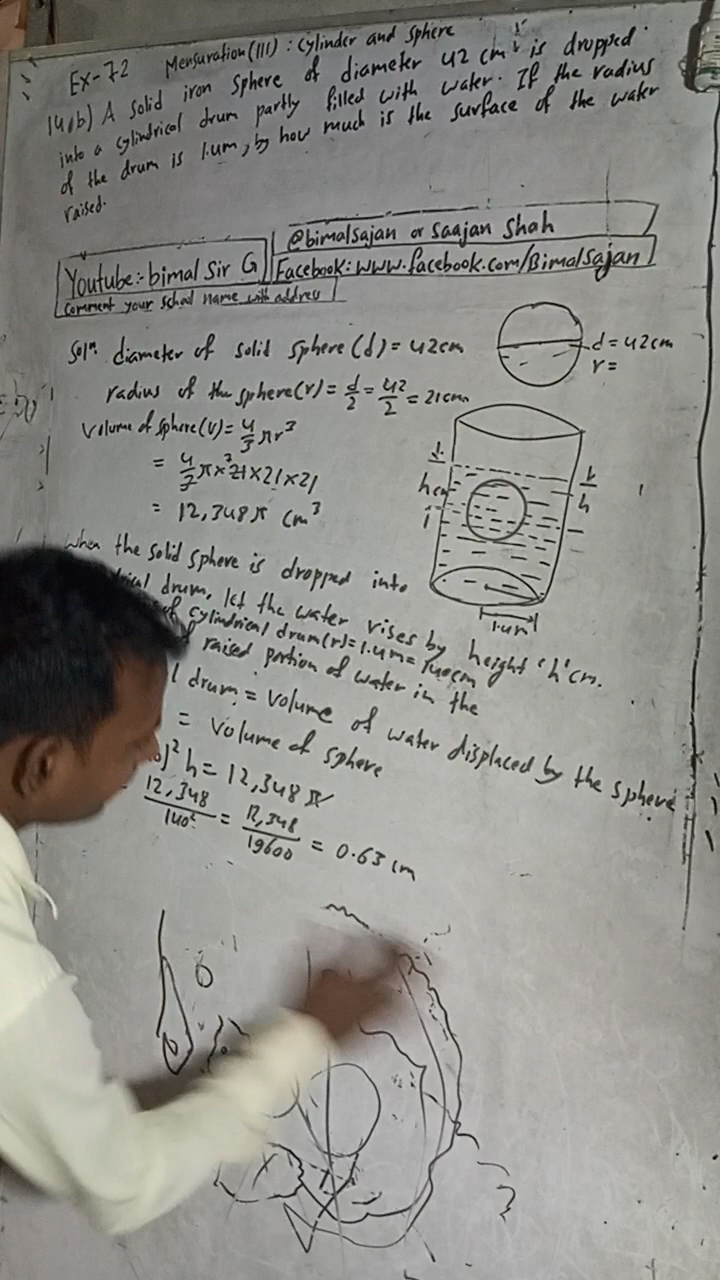 Ex-72 Mensuration (III) : Cylinder and sphere
14.b) A solid iron sphere of diameter 42 cm is dropped
into a cylindrical drum partly filled with water. If the radius
of the drum is 1.4m, by how much is the surface of the water
raised.
@bimalsajan or Saajan Shah
Youtube:- bimal Sir G
Facebook: www.facebook.com/Bimalsajan
Comment your school name with address
Solⁿ. diameter of solid sphere (d) = 42cm
d = 42cm
r =
radius of the sphere(r) = d/2 = 42/2 = 21cm
Volume of sphere(V) = 4/3 πr³
= 4/3 π × 21×21×21
= 12,348π cm³
h
h
1.4m
When the solid sphere is dropped into
drum, let the water rises by height 'h' cm.
of cylindrical drum(r) = 1.4m = 140cm
raised portion of water in the
drum = volume of water displaced by the sphere
= volume of sphere
)² h = 12,348 π
12,348/140² = 12,348/19600 = 0.63 cm